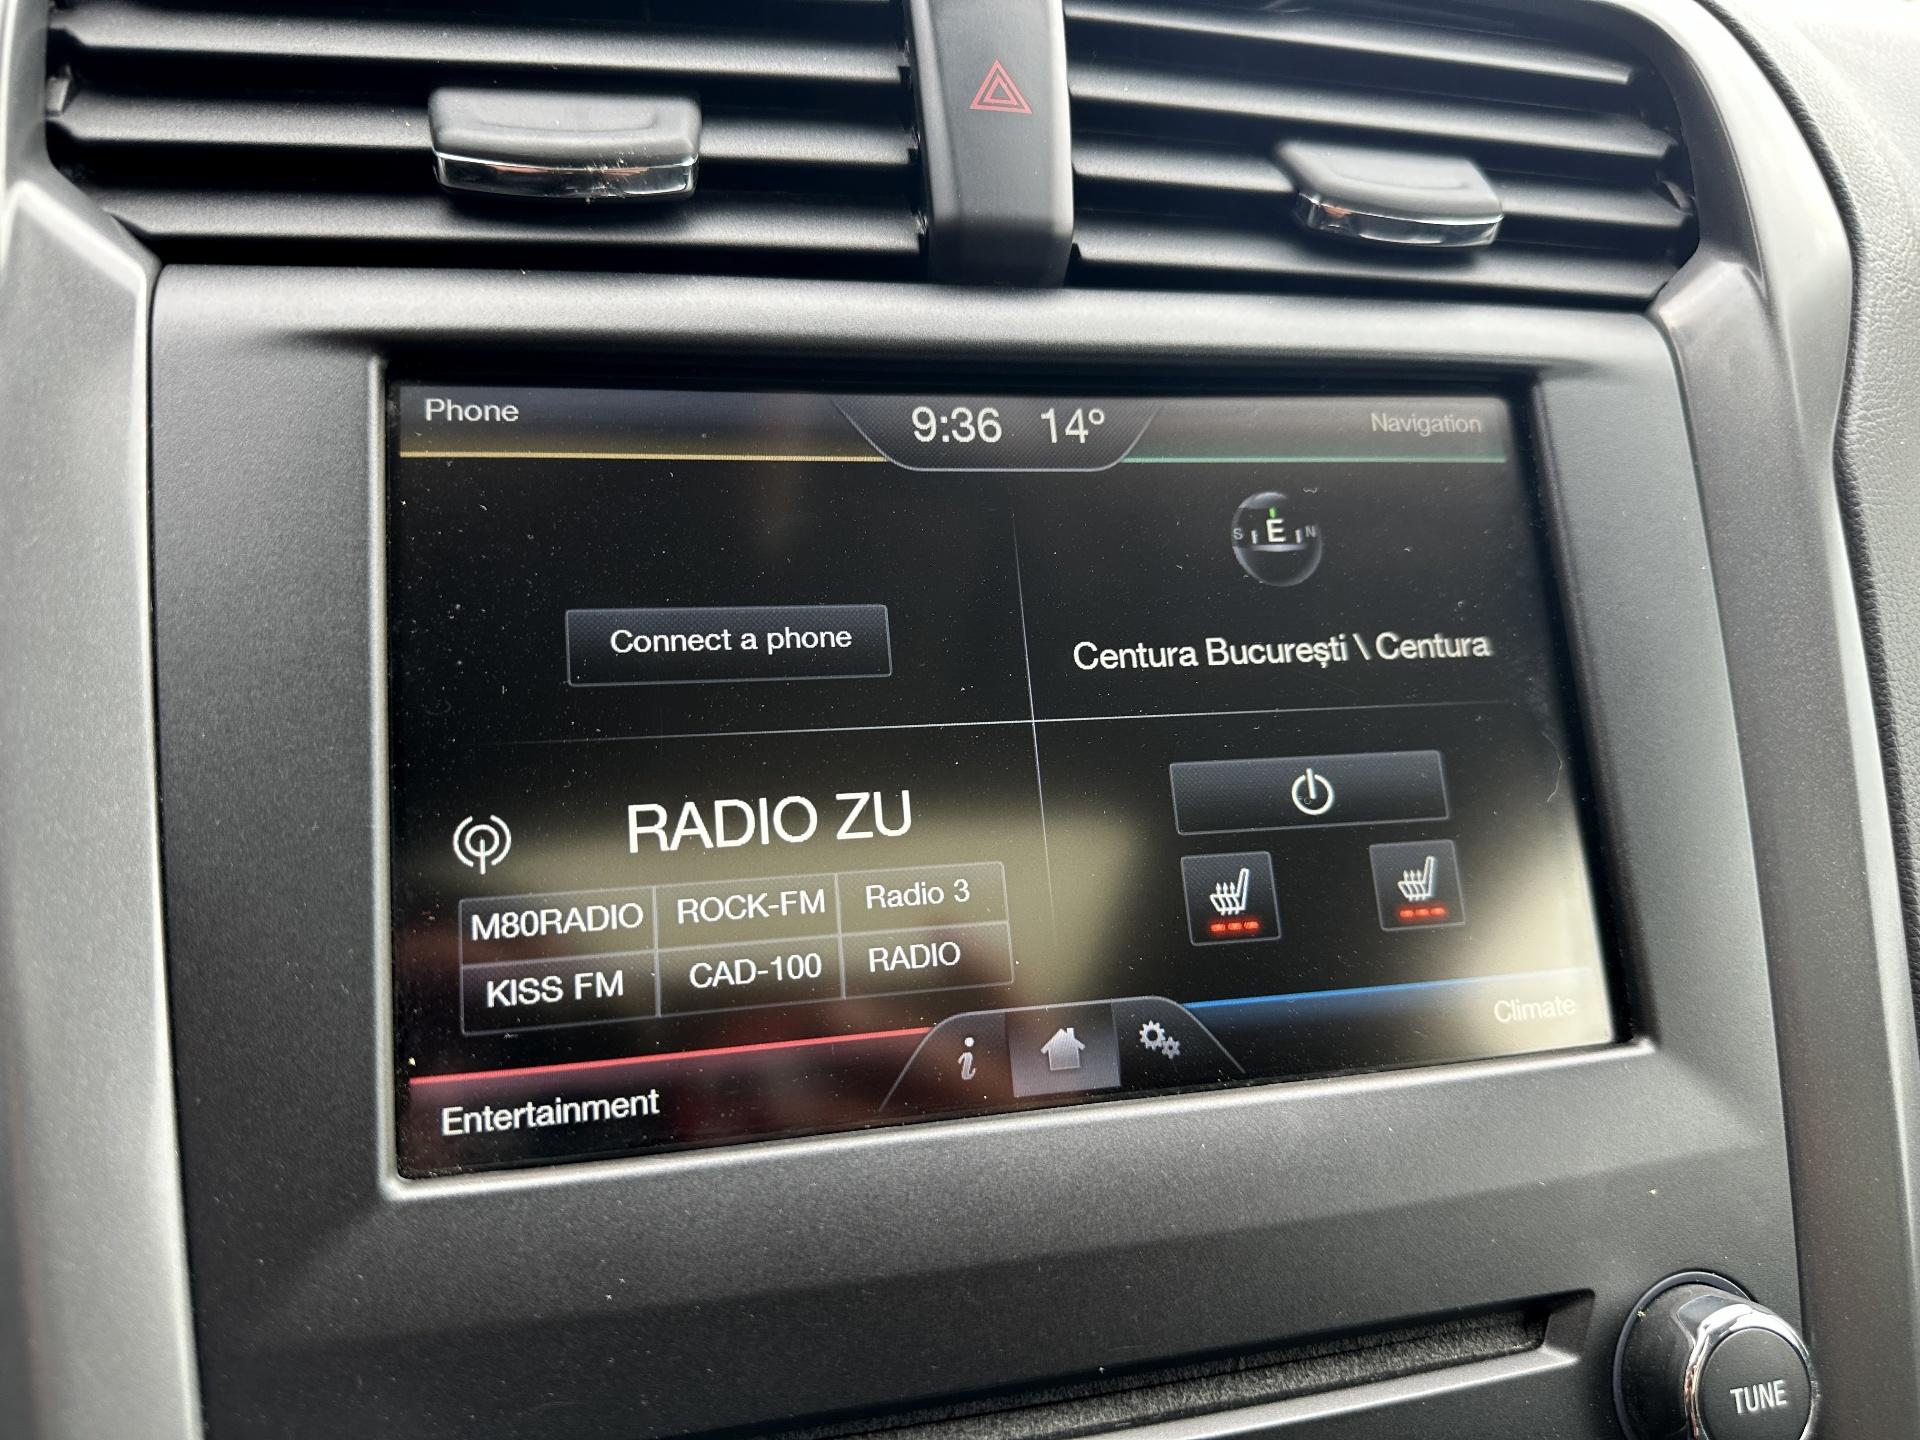 Phone
9:36 14º
Navigation
S E N
Connect a phone
Centura București \ Centura
RADIO ZU
M80RADIO ROCK-FM Radio 3
KISS FM CAD-100 RADIO
i
Climate
Entertainment
TUNE